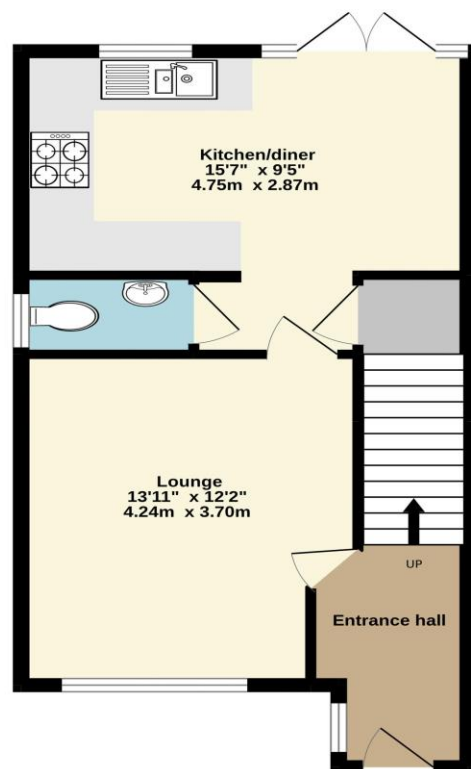 Kitchen/diner
15'7" x 9'5"
4.75m x 2.87m
Lounge
13'11" x 12'2"
4.24m x 3.70m
UP
Entrance hall